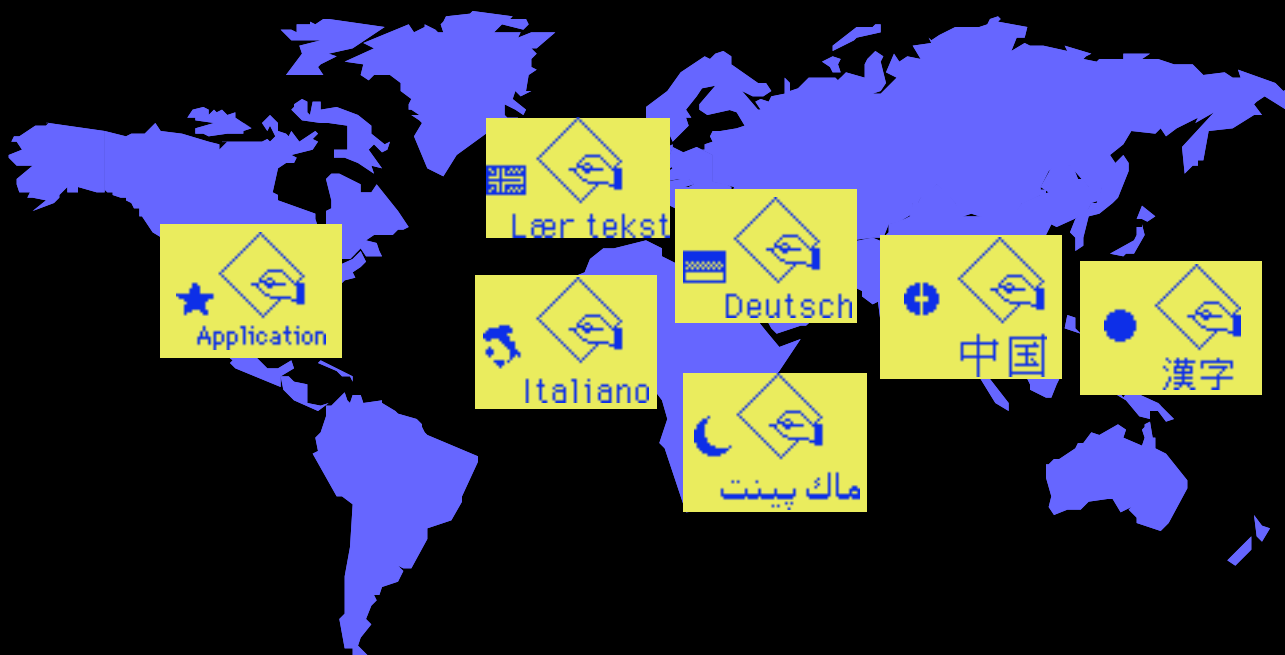 Lær tekst
Application
Deutsch
Italiano
中国
漢字
ماك پينت